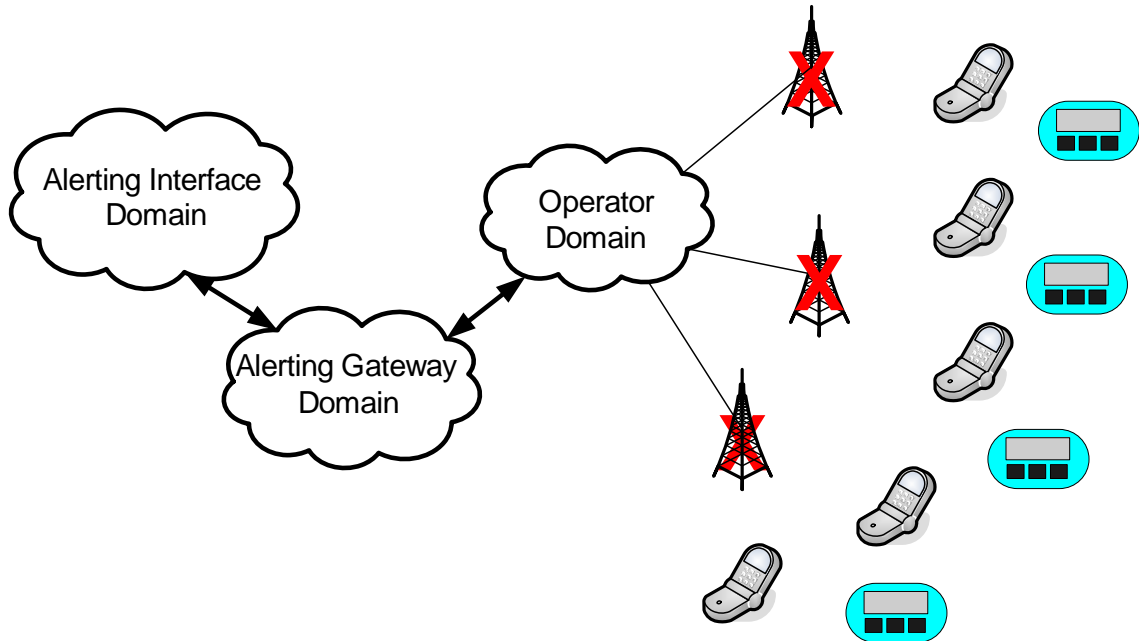 Alerting Interface
Domain
Operator
Domain
Alerting Gateway
Domain